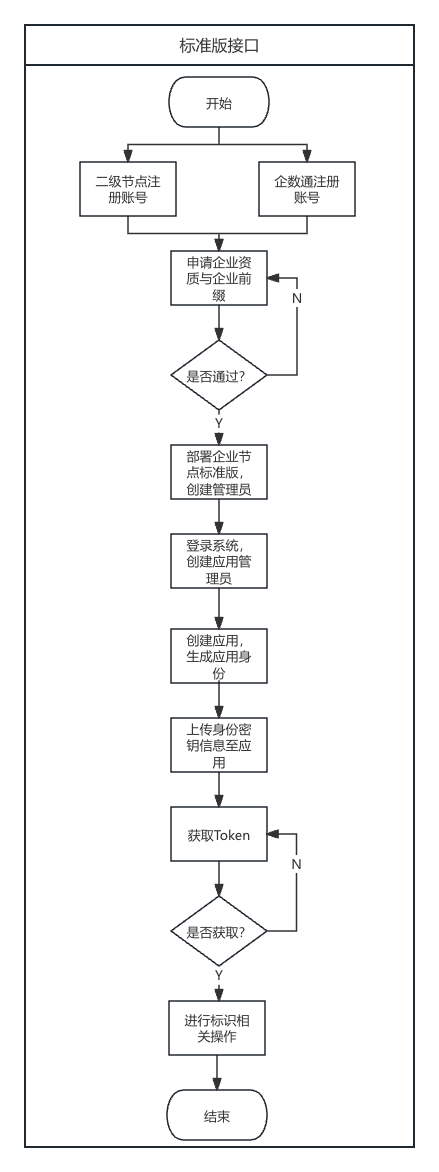 标准版接口
开始
二级节点注
册账号
企数通注册
账号
申请企业资
质与企业前
缀
N
是否通过？
Y
部署企业节
点标准版，
创建管理员
登录系统，
创建应用管
理员
创建应用，
生成应用身
份
上传身份密
钥信息至应
用
获取Token
N
是否获取？
Y
进行标识相
关操作
结束